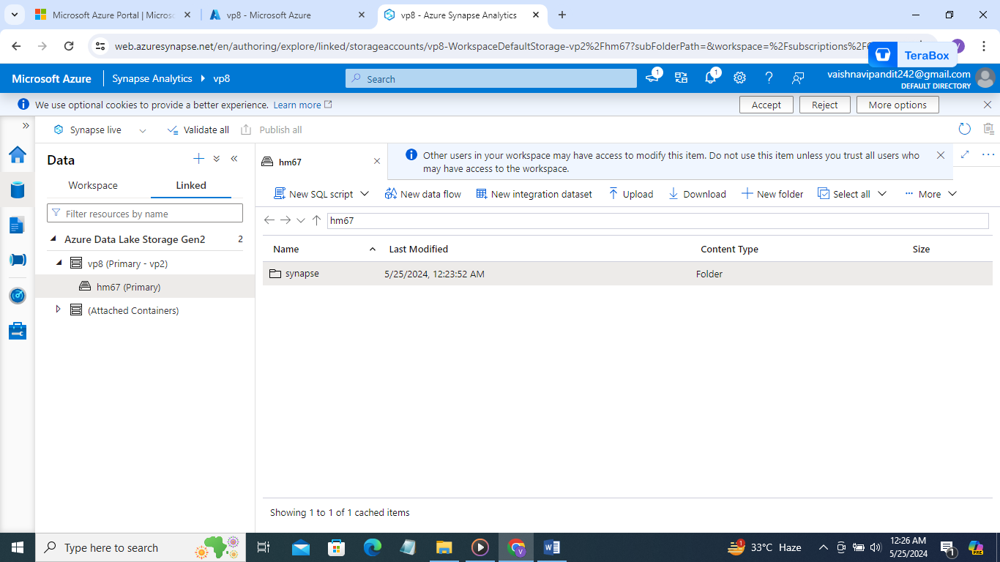 Microsoft Azure Portal | Micros
vp8 - Microsoft Azure
vp8 - Azure Synapse Analytics
web.azuresynapse.net/en/authoring/explore/linked/storageaccounts/vp8-WorkspaceDefaultStorage-vp2%2Fhm67?subFolderPath=&workspace=%2Fsubscriptions%2F
TeraBox
Microsoft Azure
Synapse Analytics
vp8
Search
1
1
vaishnavipandit242@gmail.com
DEFAULT DIRECTORY
We use optional cookies to provide a better experience. Learn more
Accept
Reject
More options
Synapse live
Validate all
Publish all
Data
Workspace
Linked
Filter resources by name
Azure Data Lake Storage Gen2 2
vp8 (Primary - vp2)
hm67 (Primary)
(Attached Containers)
hm67
Other users in your workspace may have access to modify this item. Do not use this item unless you trust all users who
may have access to the workspace.
New SQL script
New data flow
New integration dataset
Upload
Download
New folder
Select all
More
hm67
Name Last Modified Content Type Size
synapse 5/25/2024, 12:23:52 AM Folder
Showing 1 to 1 of 1 cached items
Type here to search
V
W
1
33°C Haze
12:26 AM
5/25/2024
1
PRE